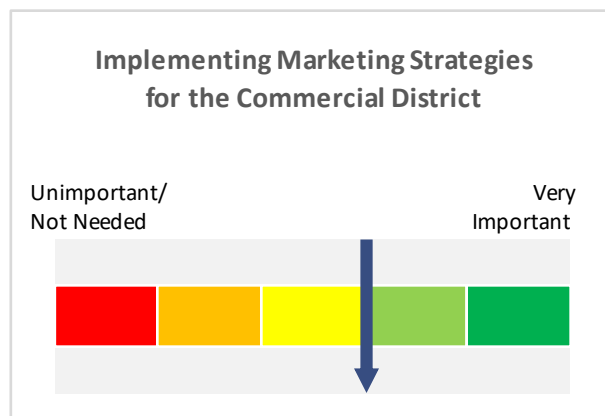 Implementing Marketing Strategies
for the Commercial District
Unimportant/
Not Needed
Very
Important